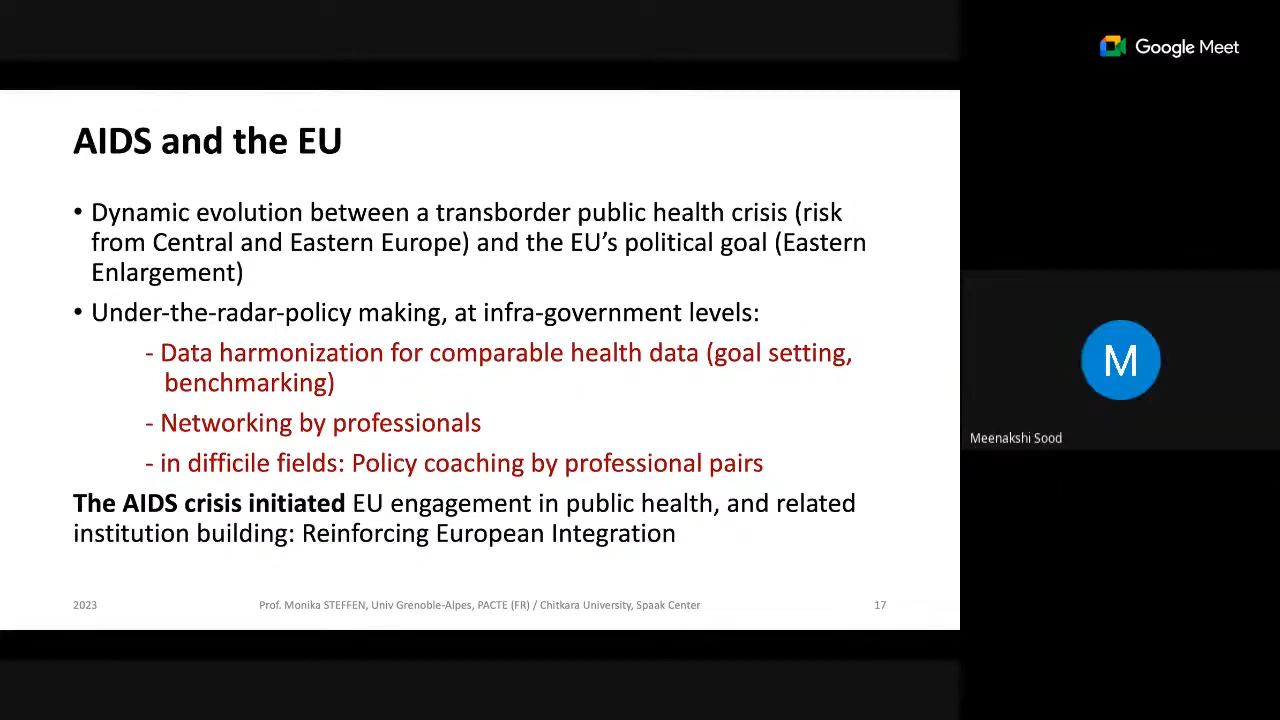 Google Meet
AIDS and the EU
• Dynamic evolution between a transborder public health crisis (risk
from Central and Eastern Europe) and the EU’s political goal (Eastern
Enlargement)
• Under-the-radar-policy making, at infra-government levels:
- Data harmonization for comparable health data (goal setting,
benchmarking)
- Networking by professionals
- in difficile fields: Policy coaching by professional pairs
The AIDS crisis initiated EU engagement in public health, and related
institution building: Reinforcing European Integration
2023 Prof. Monika STEFFEN, Univ Grenoble-Alpes, PACTE (FR) / Chitkara University, Spaak Center 17
M
Meenakshi Sood